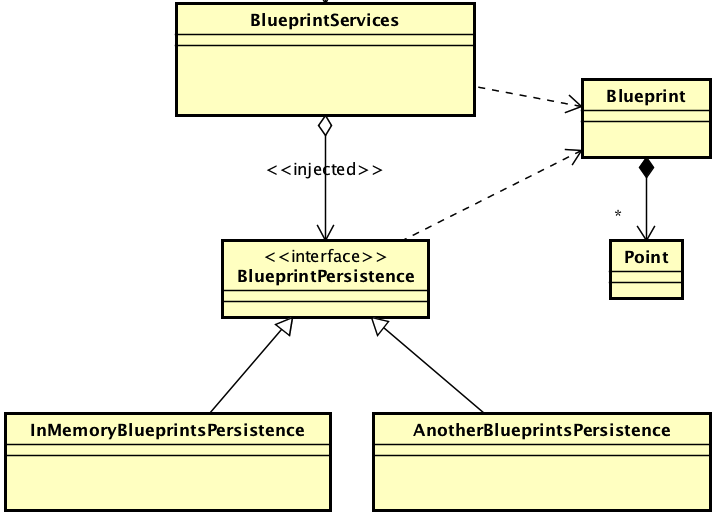 BlueprintServices
Blueprint
<<injected>>
*
<<interface>>
BlueprintPersistence
Point
InMemoryBlueprintsPersistence
AnotherBlueprintsPersistence